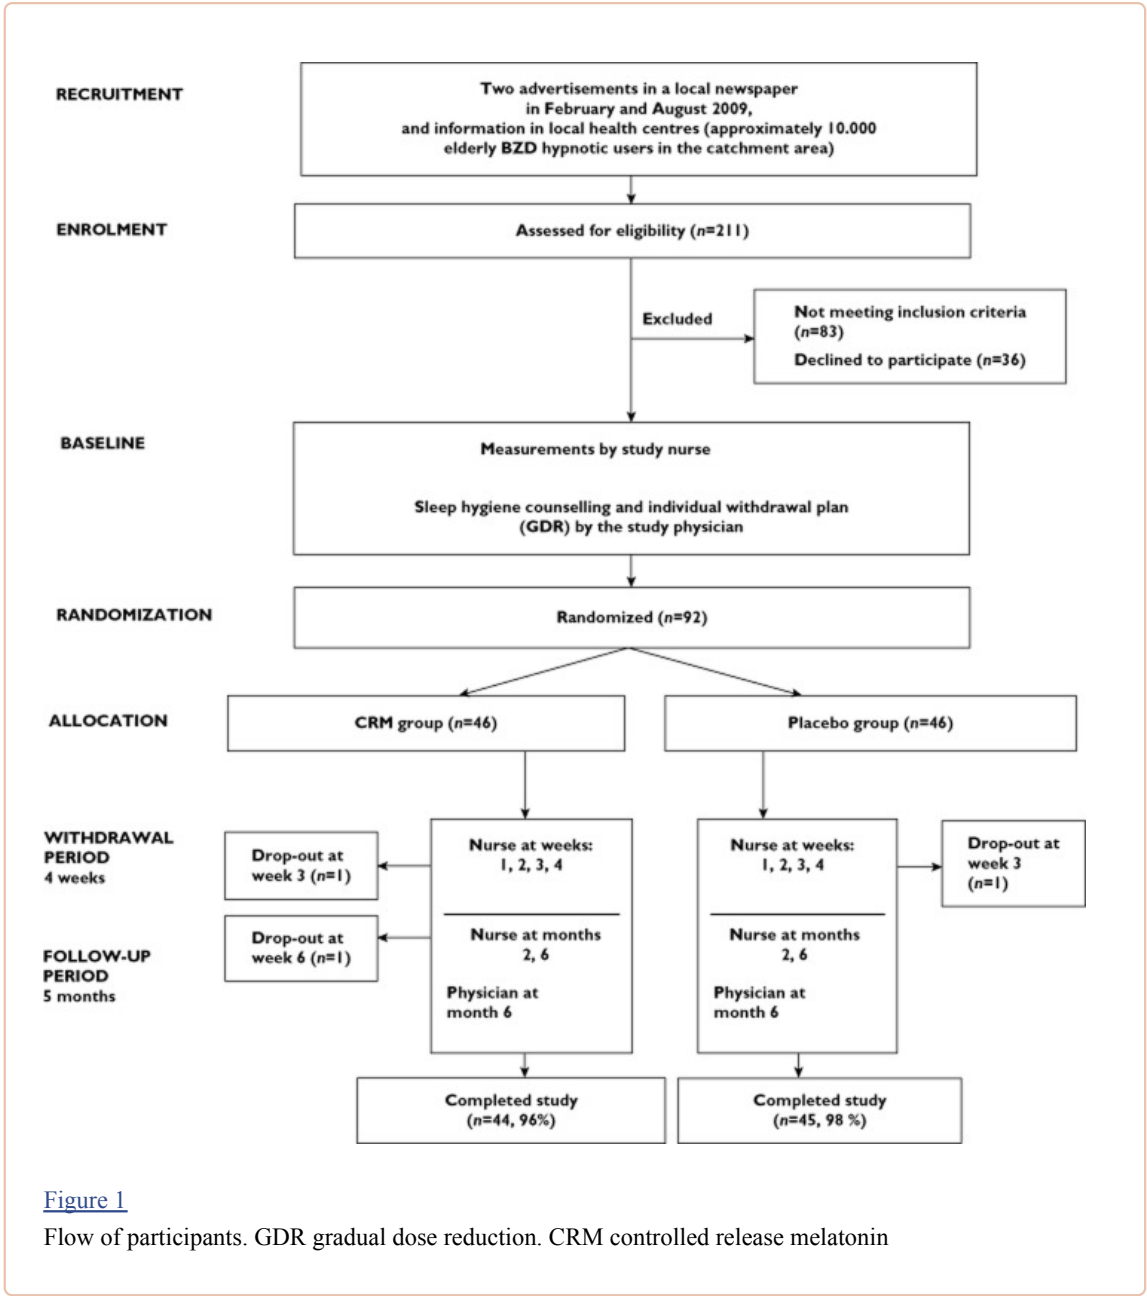 RECRUITMENT
Two advertisements in a local newspaper
in February and August 2009,
and information in local health centres (approximately 10.000
elderly BZD hypnotic users in the catchment area)
ENROLMENT
Assessed for eligibility (n=211)
Excluded
Not meeting inclusion criteria
(n=83)
Declined to participate (n=36)
BASELINE
Measurements by study nurse
Sleep hygiene counselling and individual withdrawal plan
(GDR) by the study physician
RANDOMIZATION
Randomized (n=92)
ALLOCATION
CRM group (n=46)
Placebo group (n=46)
WITHDRAWAL
PERIOD
4 weeks
Drop-out at
week 3 (n=1)
Nurse at weeks:
1, 2, 3, 4
Nurse at weeks:
1, 2, 3, 4
Drop-out at
week 3
(n=1)
FOLLOW-UP
PERIOD
5 months
Drop-out at
week 6 (n=1)
Nurse at months
2, 6
Physician at
month 6
Nurse at months
2, 6
Physician at
month 6
Completed study
(n=44, 96%)
Completed study
(n=45, 98 %)
Figure 1
Flow of participants. GDR gradual dose reduction. CRM controlled release melatonin